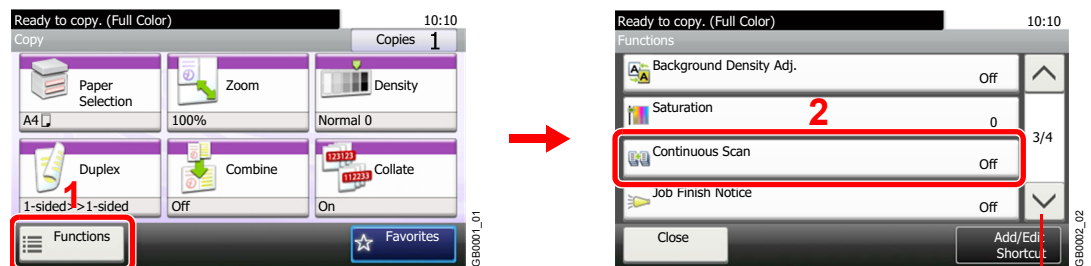 Ready to copy. (Full Color) 10:10
Copy
Copies 1
Paper
Selection
A4
Zoom
100%
Density
Normal 0
Duplex
1
1-sided>>1-sided
Combine
Off
123123
112233
Collate
On
Functions
Favorites
GB0001_01
Ready to copy. (Full Color) 10:10
Functions
Background Density Adj.
Off
Saturation
0
2
3/4
Continuous Scan
Off
Job Finish Notice
Off
Close
Add/Edit
Shortcut
GB0002_02